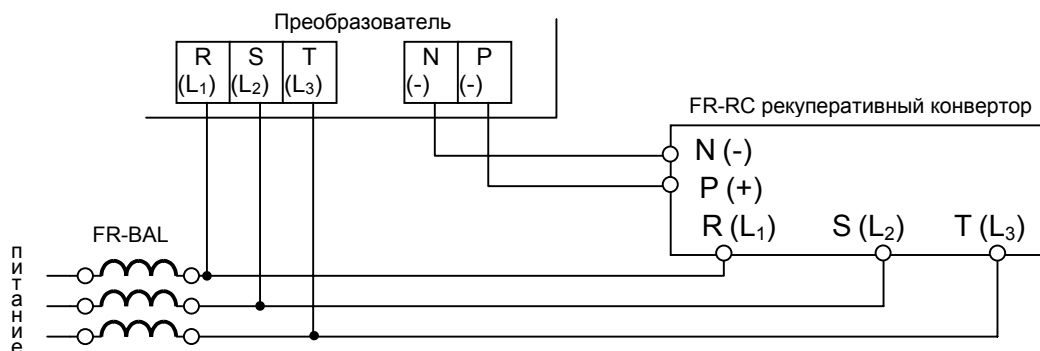 Преобразователь
R S T N P
(L₁) (L₂) (L₃) (-) (-)
FR-RC рекуперативный конвертор
N (-)
P (+)
R (L₁) S (L₂) T (L₃)
FR-BAL
питание